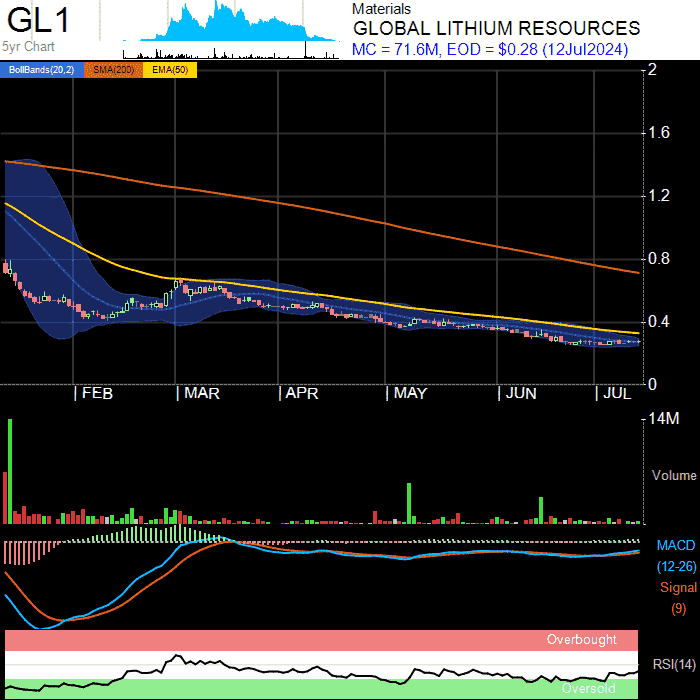 GL1
5yr Chart
Materials
GLOBAL LITHIUM RESOURCES
MC = 71.6M, EOD = $0.28 (12Jul2024)
BollBands(20,2) SMA(200) EMA(50)
2
1.6
1.2
0.8
0.4
0
| FEB | MAR | APR | MAY | JUN | JUL
14M
Volume
MACD
(12-26)
Signal
(9)
Overbought
RSI(14)
Oversold